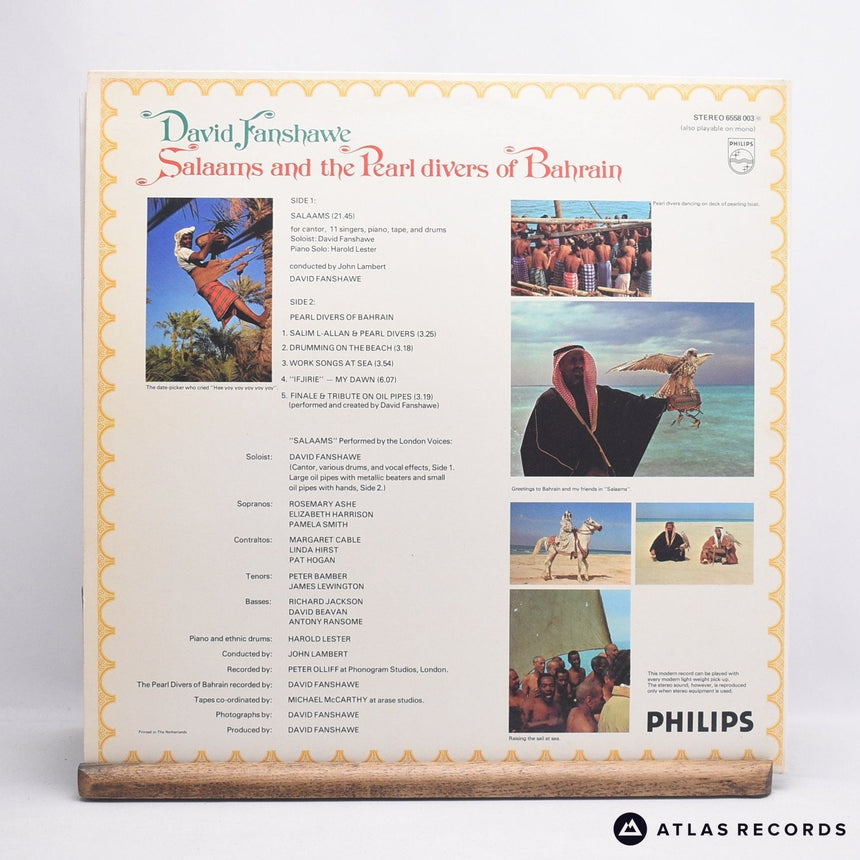 David Fanshawe
Salaams and the Pearl divers of Bahrain
STEREO 6558 003
(also playable on mono)
PHILIPS
SIDE 1:
SALAAMS (21.45)
for cantor, 11 singers, piano, tape, and drums
Soloist: David Fanshawe
Piano Solo: Harold Lester
conducted by John Lambert
DAVID FANSHAWE
SIDE 2:
PEARL DIVERS OF BAHRAIN
1. SALIM L-ALLAN & PEARL DIVERS (3.25)
2. DRUMMING ON THE BEACH (3.18)
3. WORK SONGS AT SEA (3.54)
4. "IFJIRIE" — MY DAWN (6.07)
5. FINALE & TRIBUTE ON OIL PIPES (3.19)
(performed and created by David Fanshawe)
The date-picker who cried "Hee yoy yoy yoy yoy yoy".
"SALAAMS" Performed by the London Voices:
Soloist: DAVID FANSHAWE
(Cantor, various drums, and vocal effects, Side 1.
Large oil pipes with metallic beaters and small
oil pipes with hands, Side 2.)
Sopranos: ROSEMARY ASHE
ELIZABETH HARRISON
PAMELA SMITH
Contraltos: MARGARET CABLE
LINDA HIRST
PAT HOGAN
Tenors: PETER BAMBER
JAMES LEWINGTON
Basses: RICHARD JACKSON
DAVID BEAVAN
ANTONY RANSOME
Piano and ethnic drums: HAROLD LESTER
Conducted by: JOHN LAMBERT
Recorded by: PETER OLLIFF at Phonogram Studios, London.
The Pearl Divers of Bahrain recorded by: DAVID FANSHAWE
Tapes co-ordinated by: MICHAEL McCARTHY at arase studios.
Photographs by: DAVID FANSHAWE
Produced by: DAVID FANSHAWE
Printed in The Netherlands
Pearl divers dancing on deck of pearling boat.
Greetings to Bahrain and my friends in "Salaams".
Raising the sail at sea.
This modern record can be played with
every modern light-weight pick-up.
The stereo sound, however, is reproduced
only when stereo equipment is used.
PHILIPS
ATLAS RECORDS